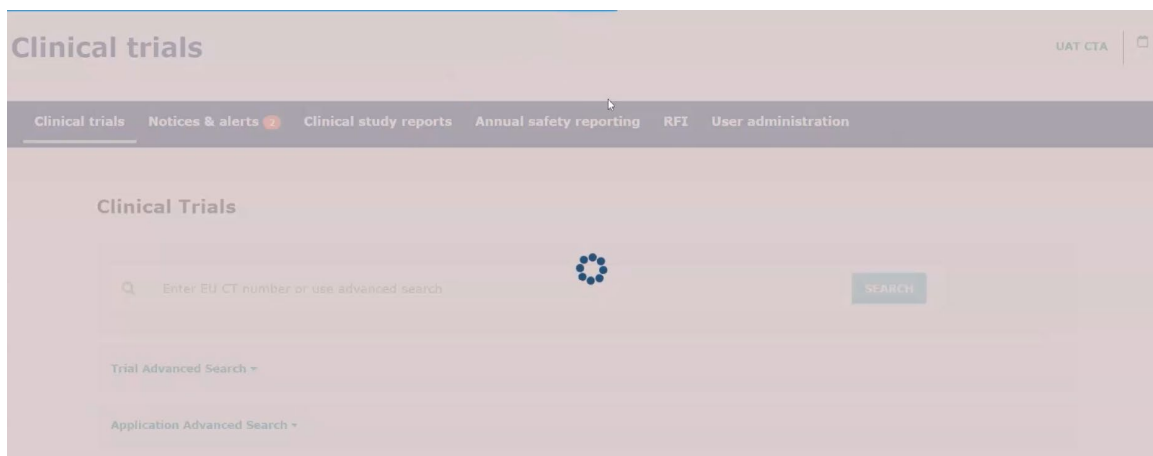 Clinical trials
UAT CTA
Clinical trials Notices & alerts 2 Clinical study reports Annual safety reporting RFI User administration
Clinical Trials
Enter EU CT number or use advanced search
SEARCH
Trial Advanced Search
Application Advanced Search